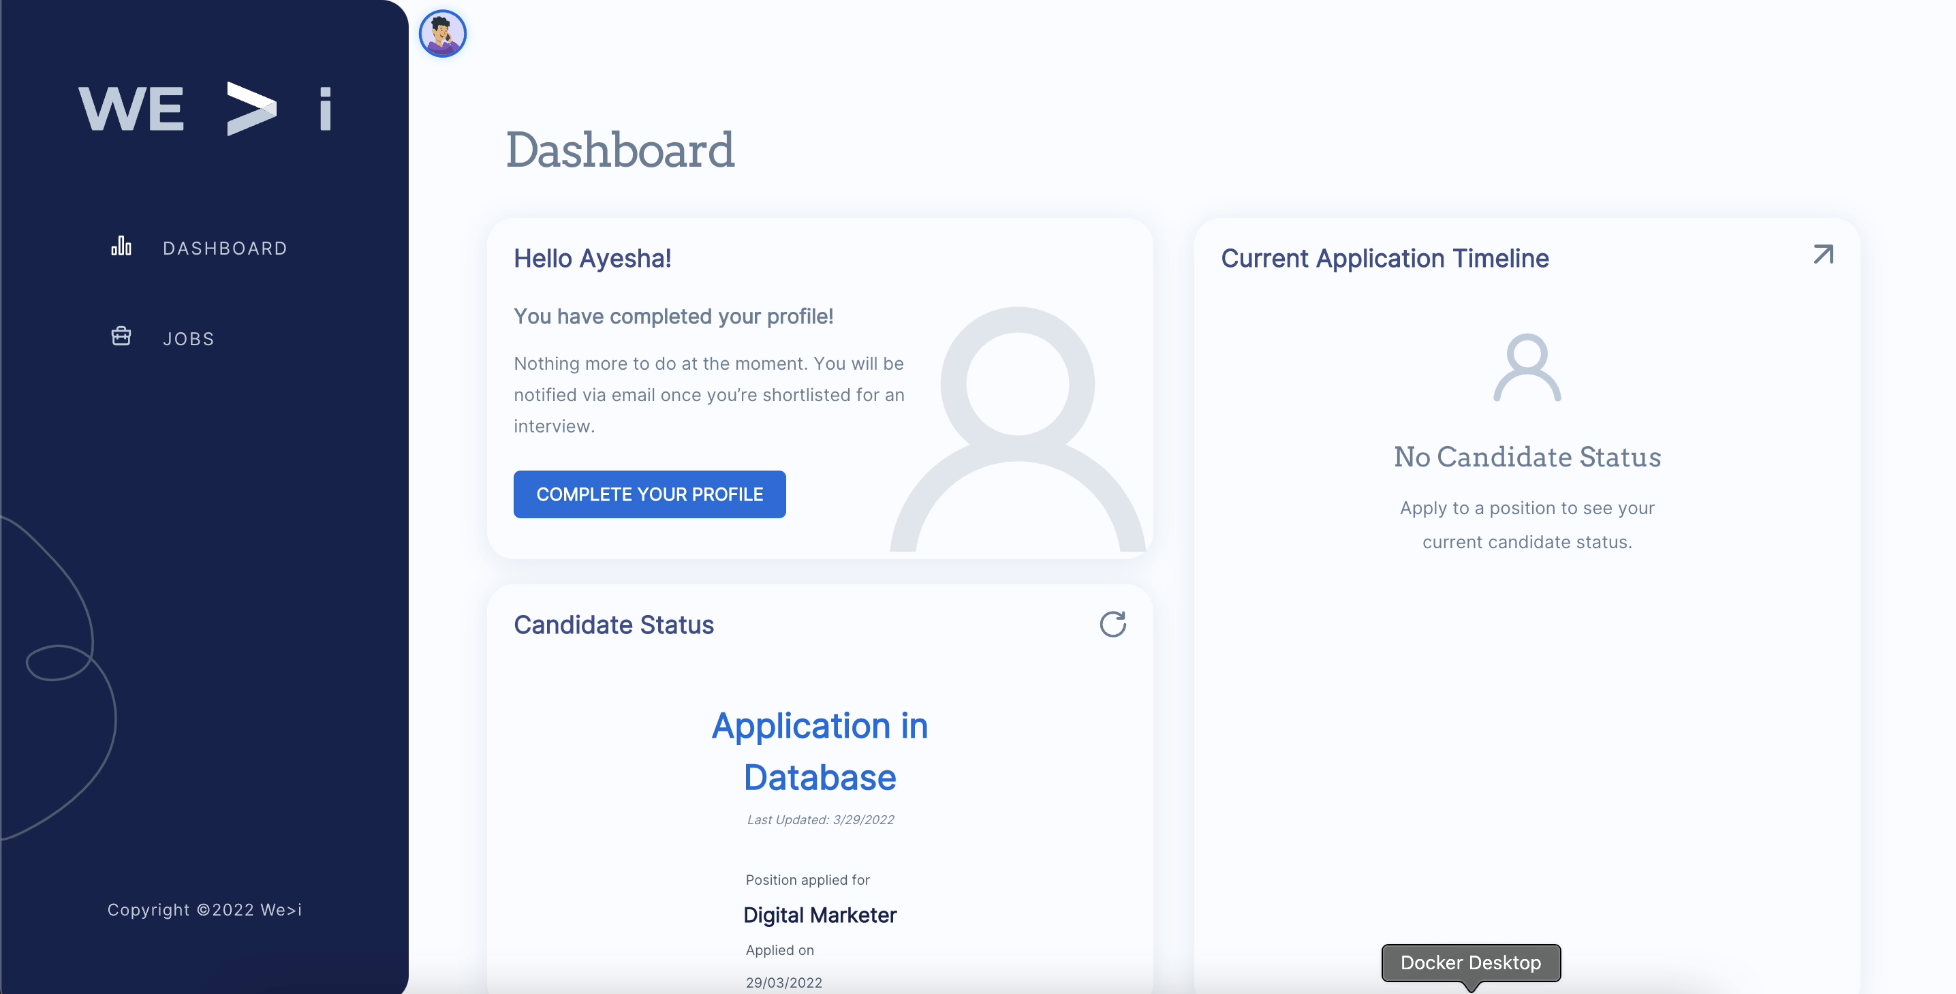 WE > i
DASHBOARD
JOBS
Copyright ©2022 We>i
Dashboard
Hello Ayesha!
You have completed your profile!
Nothing more to do at the moment. You will be
notified via email once you’re shortlisted for an
interview.
COMPLETE YOUR PROFILE
Candidate Status
Application in
Database
Last Updated: 3/29/2022
Position applied for
Digital Marketer
Applied on
29/03/2022
Current Application Timeline
No Candidate Status
Apply to a position to see your
current candidate status.
Docker Desktop